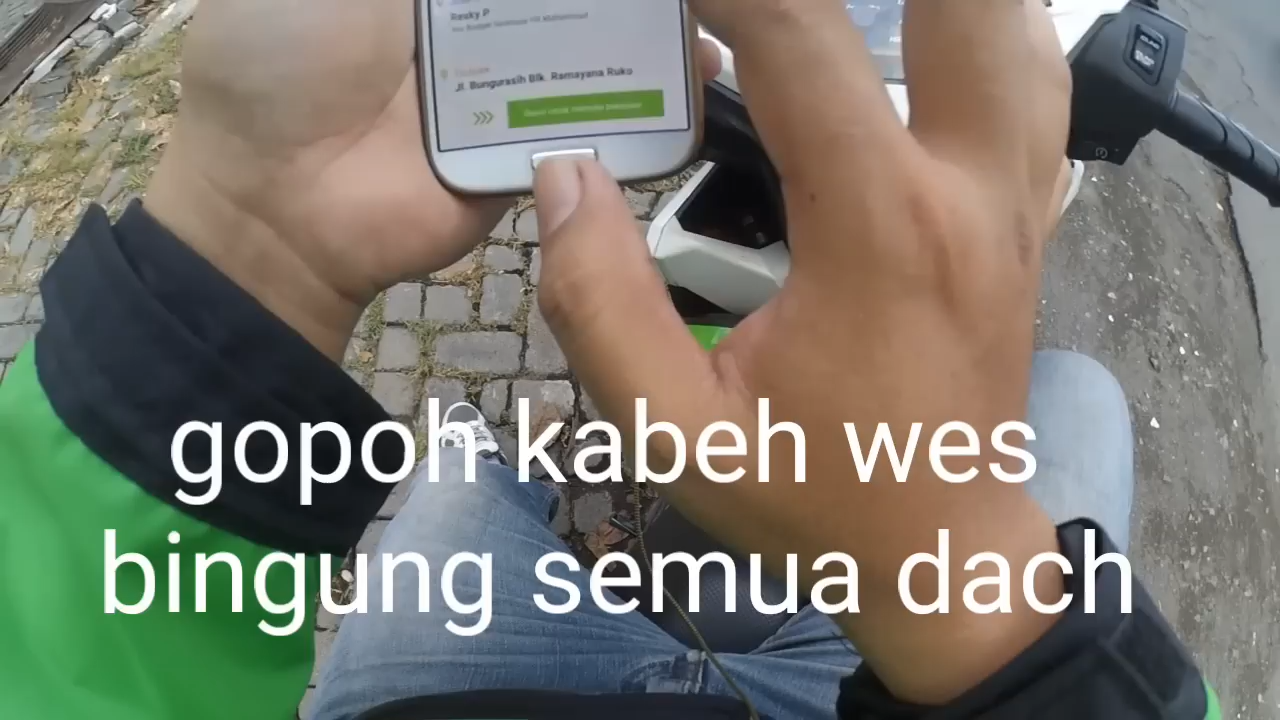 Resky P
Jl. Bungurasih Blk. Ramayana Ruko
gopoh kabeh wes
bingung semua dach